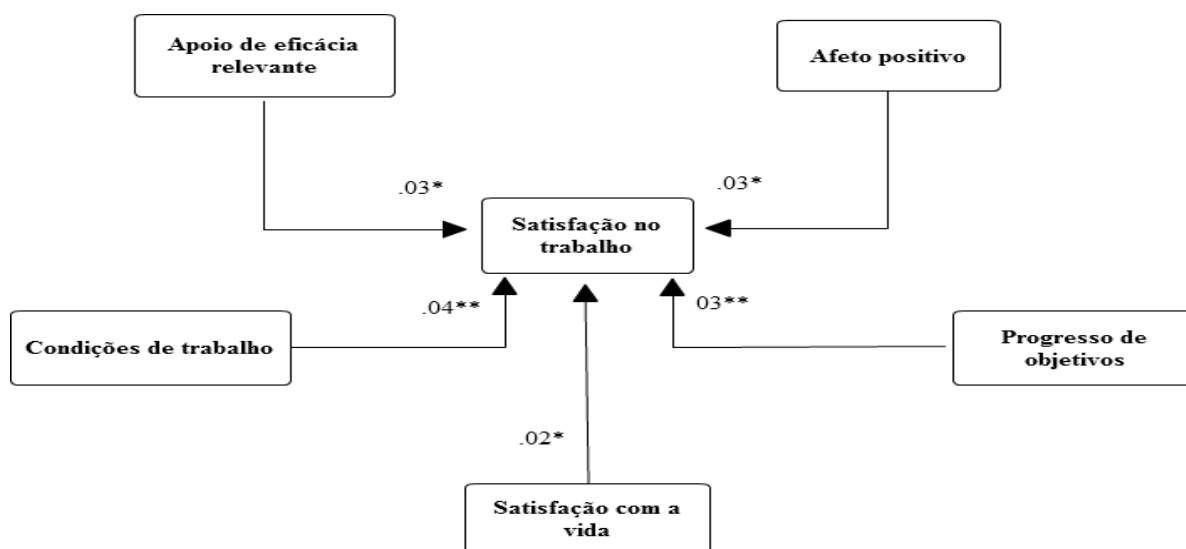 Apoio de eficácia
relevante
Afeto positivo
.03*
.03*
Satisfação no
trabalho
.04**
03**
Condições de trabalho
Progresso de
objetivos
.02*
Satisfação com a
vida